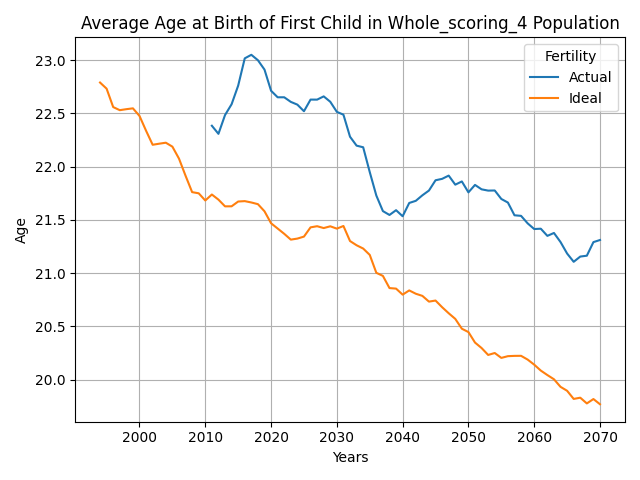 Average Age at Birth of First Child in Whole_scoring_4 Population
Fertility
Actual
Ideal
Age
23.0
22.5
22.0
21.5
21.0
20.5
20.0
2000 2010 2020 2030 2040 2050 2060 2070
Years